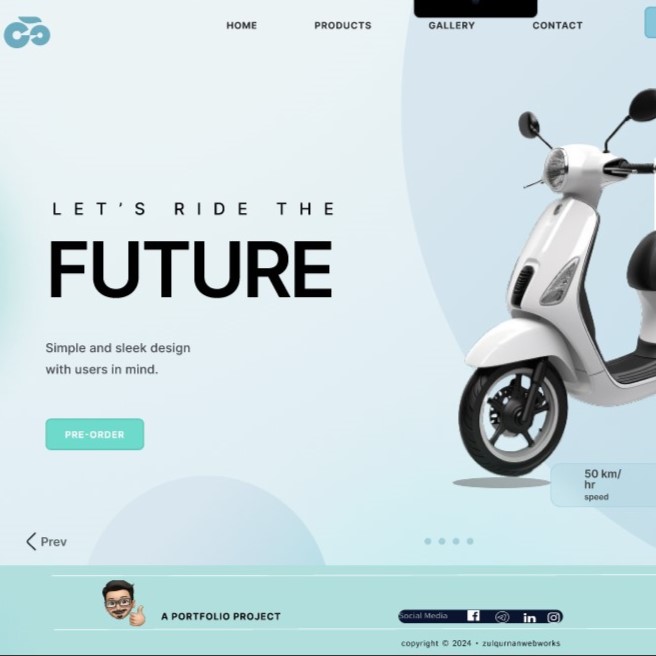 HOME PRODUCTS GALLERY CONTACT
LET'S RIDE THE
FUTURE
Simple and sleek design
with users in mind.
PRE-ORDER
50 km/
hr
speed
Prev
A PORTFOLIO PROJECT
Social Media
copyright © 2024 • zulqurnanwebworks